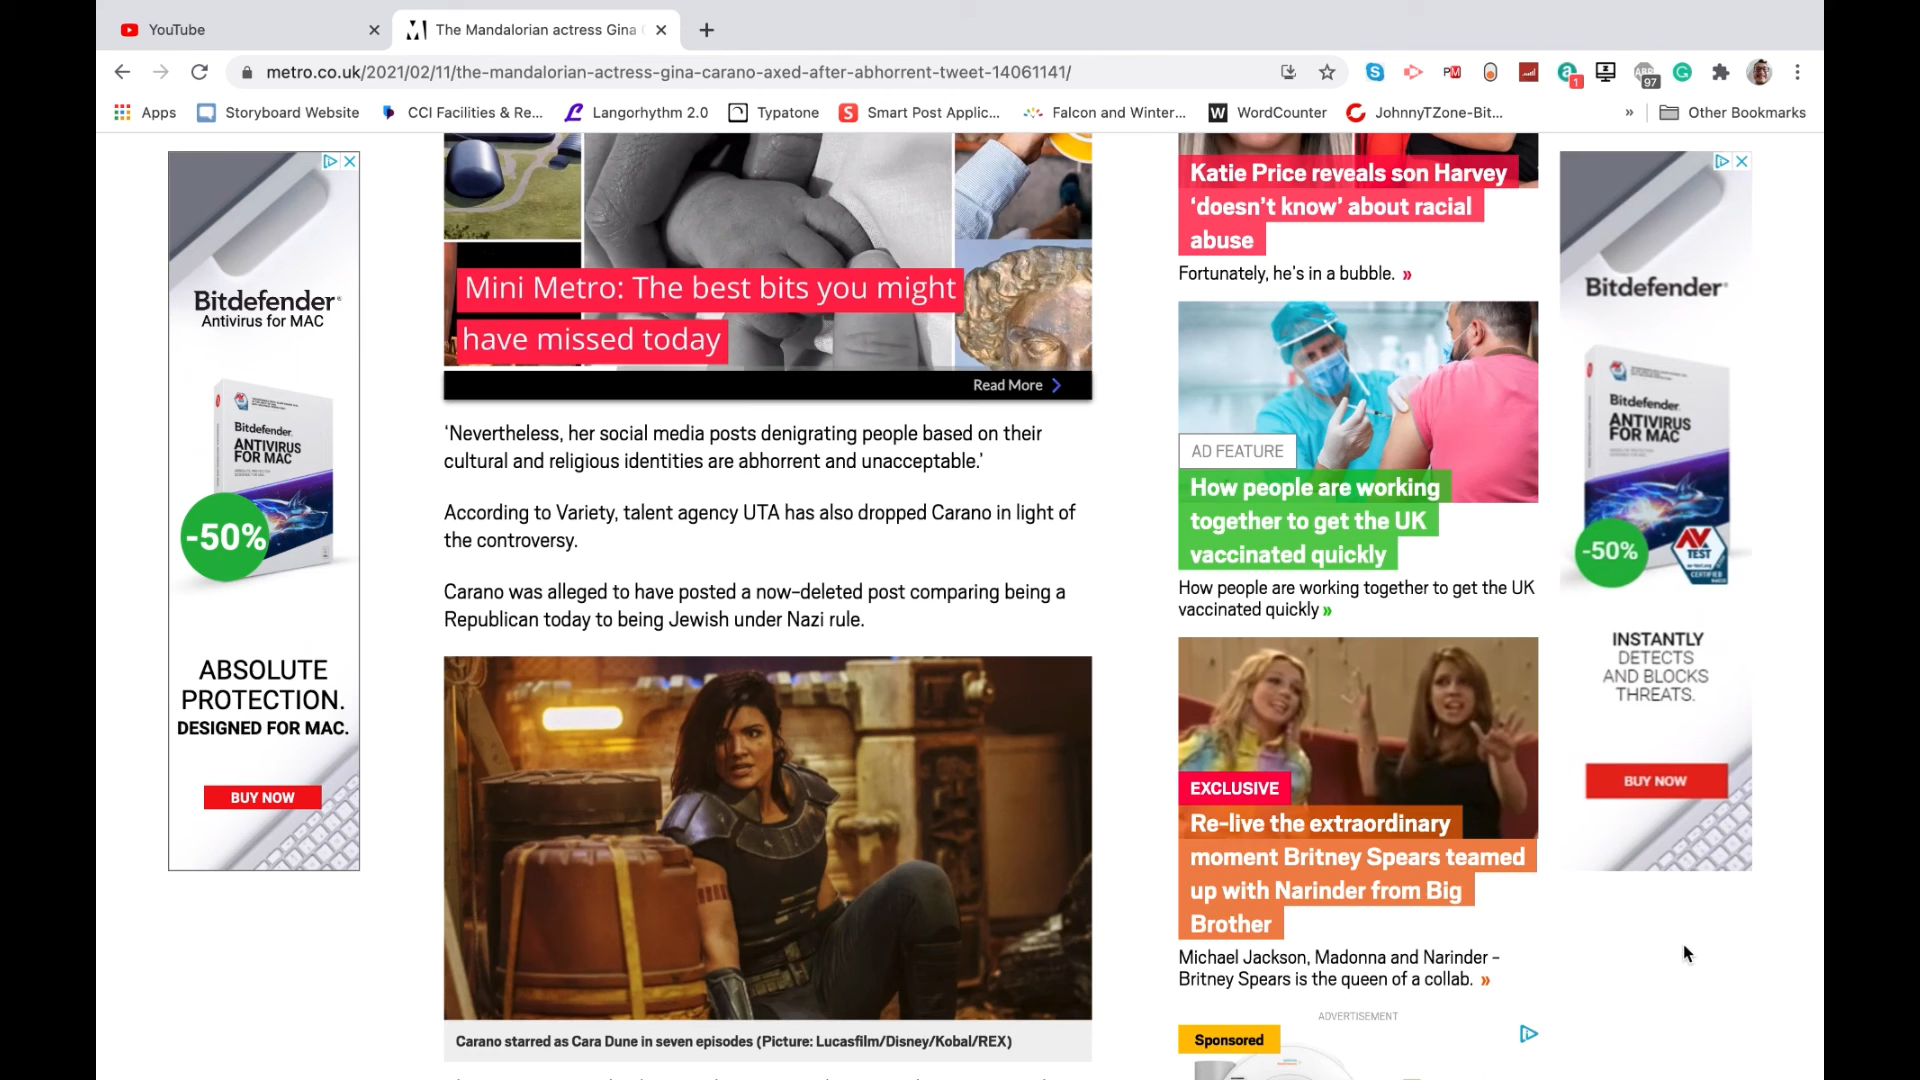 YouTube
The Mandalorian actress Gina
metro.co.uk/2021/02/11/the-mandalorian-actress-gina-carano-axed-after-abhorrent-tweet-14061141/
1
97
Apps
Storyboard Website
CCI Facilities & Re...
Langorhythm 2.0
Typatone
Smart Post Applic...
Falcon and Winter...
WordCounter
JohnnyTZone-Bit...
»
Other Bookmarks
Bitdefender
Antivirus for MAC
Bitdefender
ANTIVIRUS
FOR MAC
-50%
ABSOLUTE
PROTECTION.
DESIGNED FOR MAC.
BUY NOW
Mini Metro: The best bits you might
have missed today
Read More
‘Nevertheless, her social media posts denigrating people based on their
cultural and religious identities are abhorrent and unacceptable.’
According to Variety, talent agency UTA has also dropped Carano in light of
the controversy.
Carano was alleged to have posted a now-deleted post comparing being a
Republican today to being Jewish under Nazi rule.
Carano starred as Cara Dune in seven episodes (Picture: Lucasfilm/Disney/Kobal/REX)
Katie Price reveals son Harvey
‘doesn’t know’ about racial
abuse
Fortunately, he's in a bubble. »
AD FEATURE
How people are working
together to get the UK
vaccinated quickly
How people are working together to get the UK
vaccinated quickly »
EXCLUSIVE
Re-live the extraordinary
moment Britney Spears teamed
up with Narinder from Big
Brother
Michael Jackson, Madonna and Narinder –
Britney Spears is the queen of a collab. »
ADVERTISEMENT
Sponsored
Bitdefender
Bitdefender
ANTIVIRUS
FOR MAC
-50%
AV
TEST
CERTIFIED
INSTANTLY
DETECTS
AND BLOCKS
THREATS.
BUY NOW